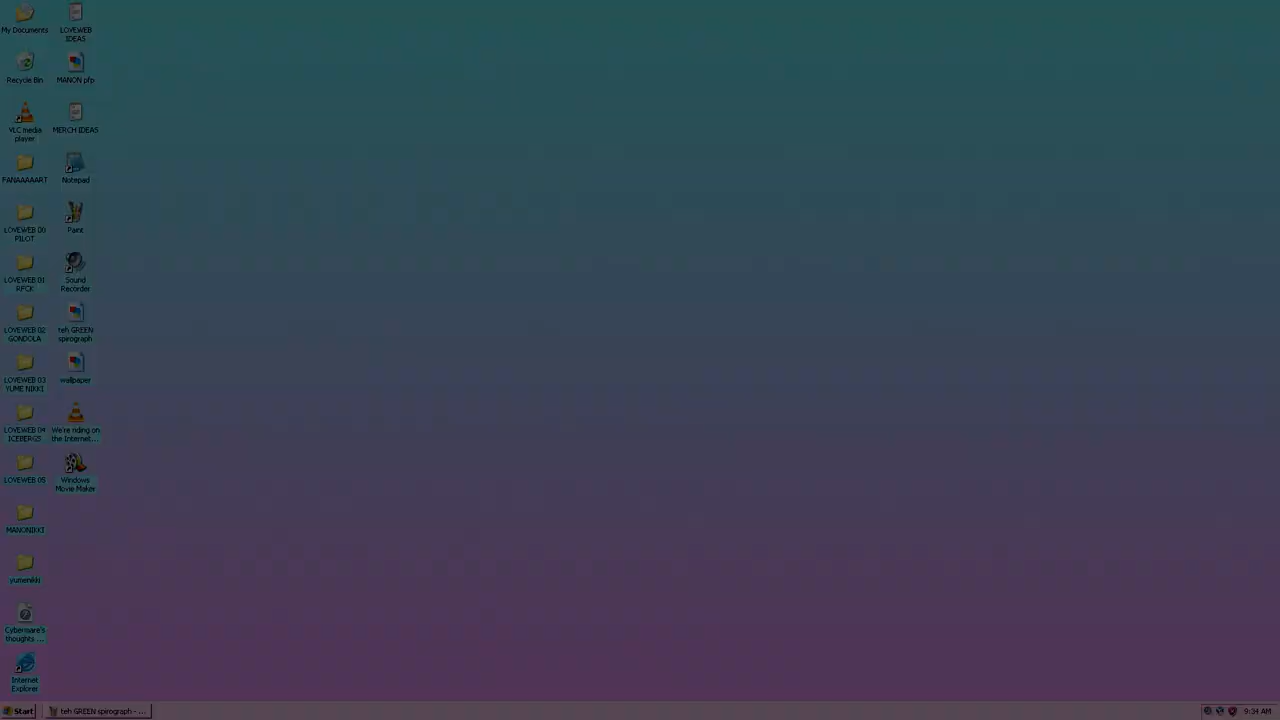 My Documents
LOVEWEB
IDEAS
Recycle Bin
MANON pfp
VLC media
player
MERCH IDEAS
FANAAAAART
Notepad
LOVEWEB 00
PILOT
Paint
LOVEWEB 01
RFCK
Sound
Recorder
LOVEWEB 02
GONDOLA
teh GREEN
spirograph
LOVEWEB 03
YUME NIKKI
wallpaper
LOVEWEB 04
ICEBERGS
We're riding on
the Internet...
LOVEWEB 05
Windows
Movie Maker
MANONIKKI
yumenikki
Cybermare's
thoughts ...
Internet
Explorer
Start
teh GREEN spirograph - ...
9:34 AM